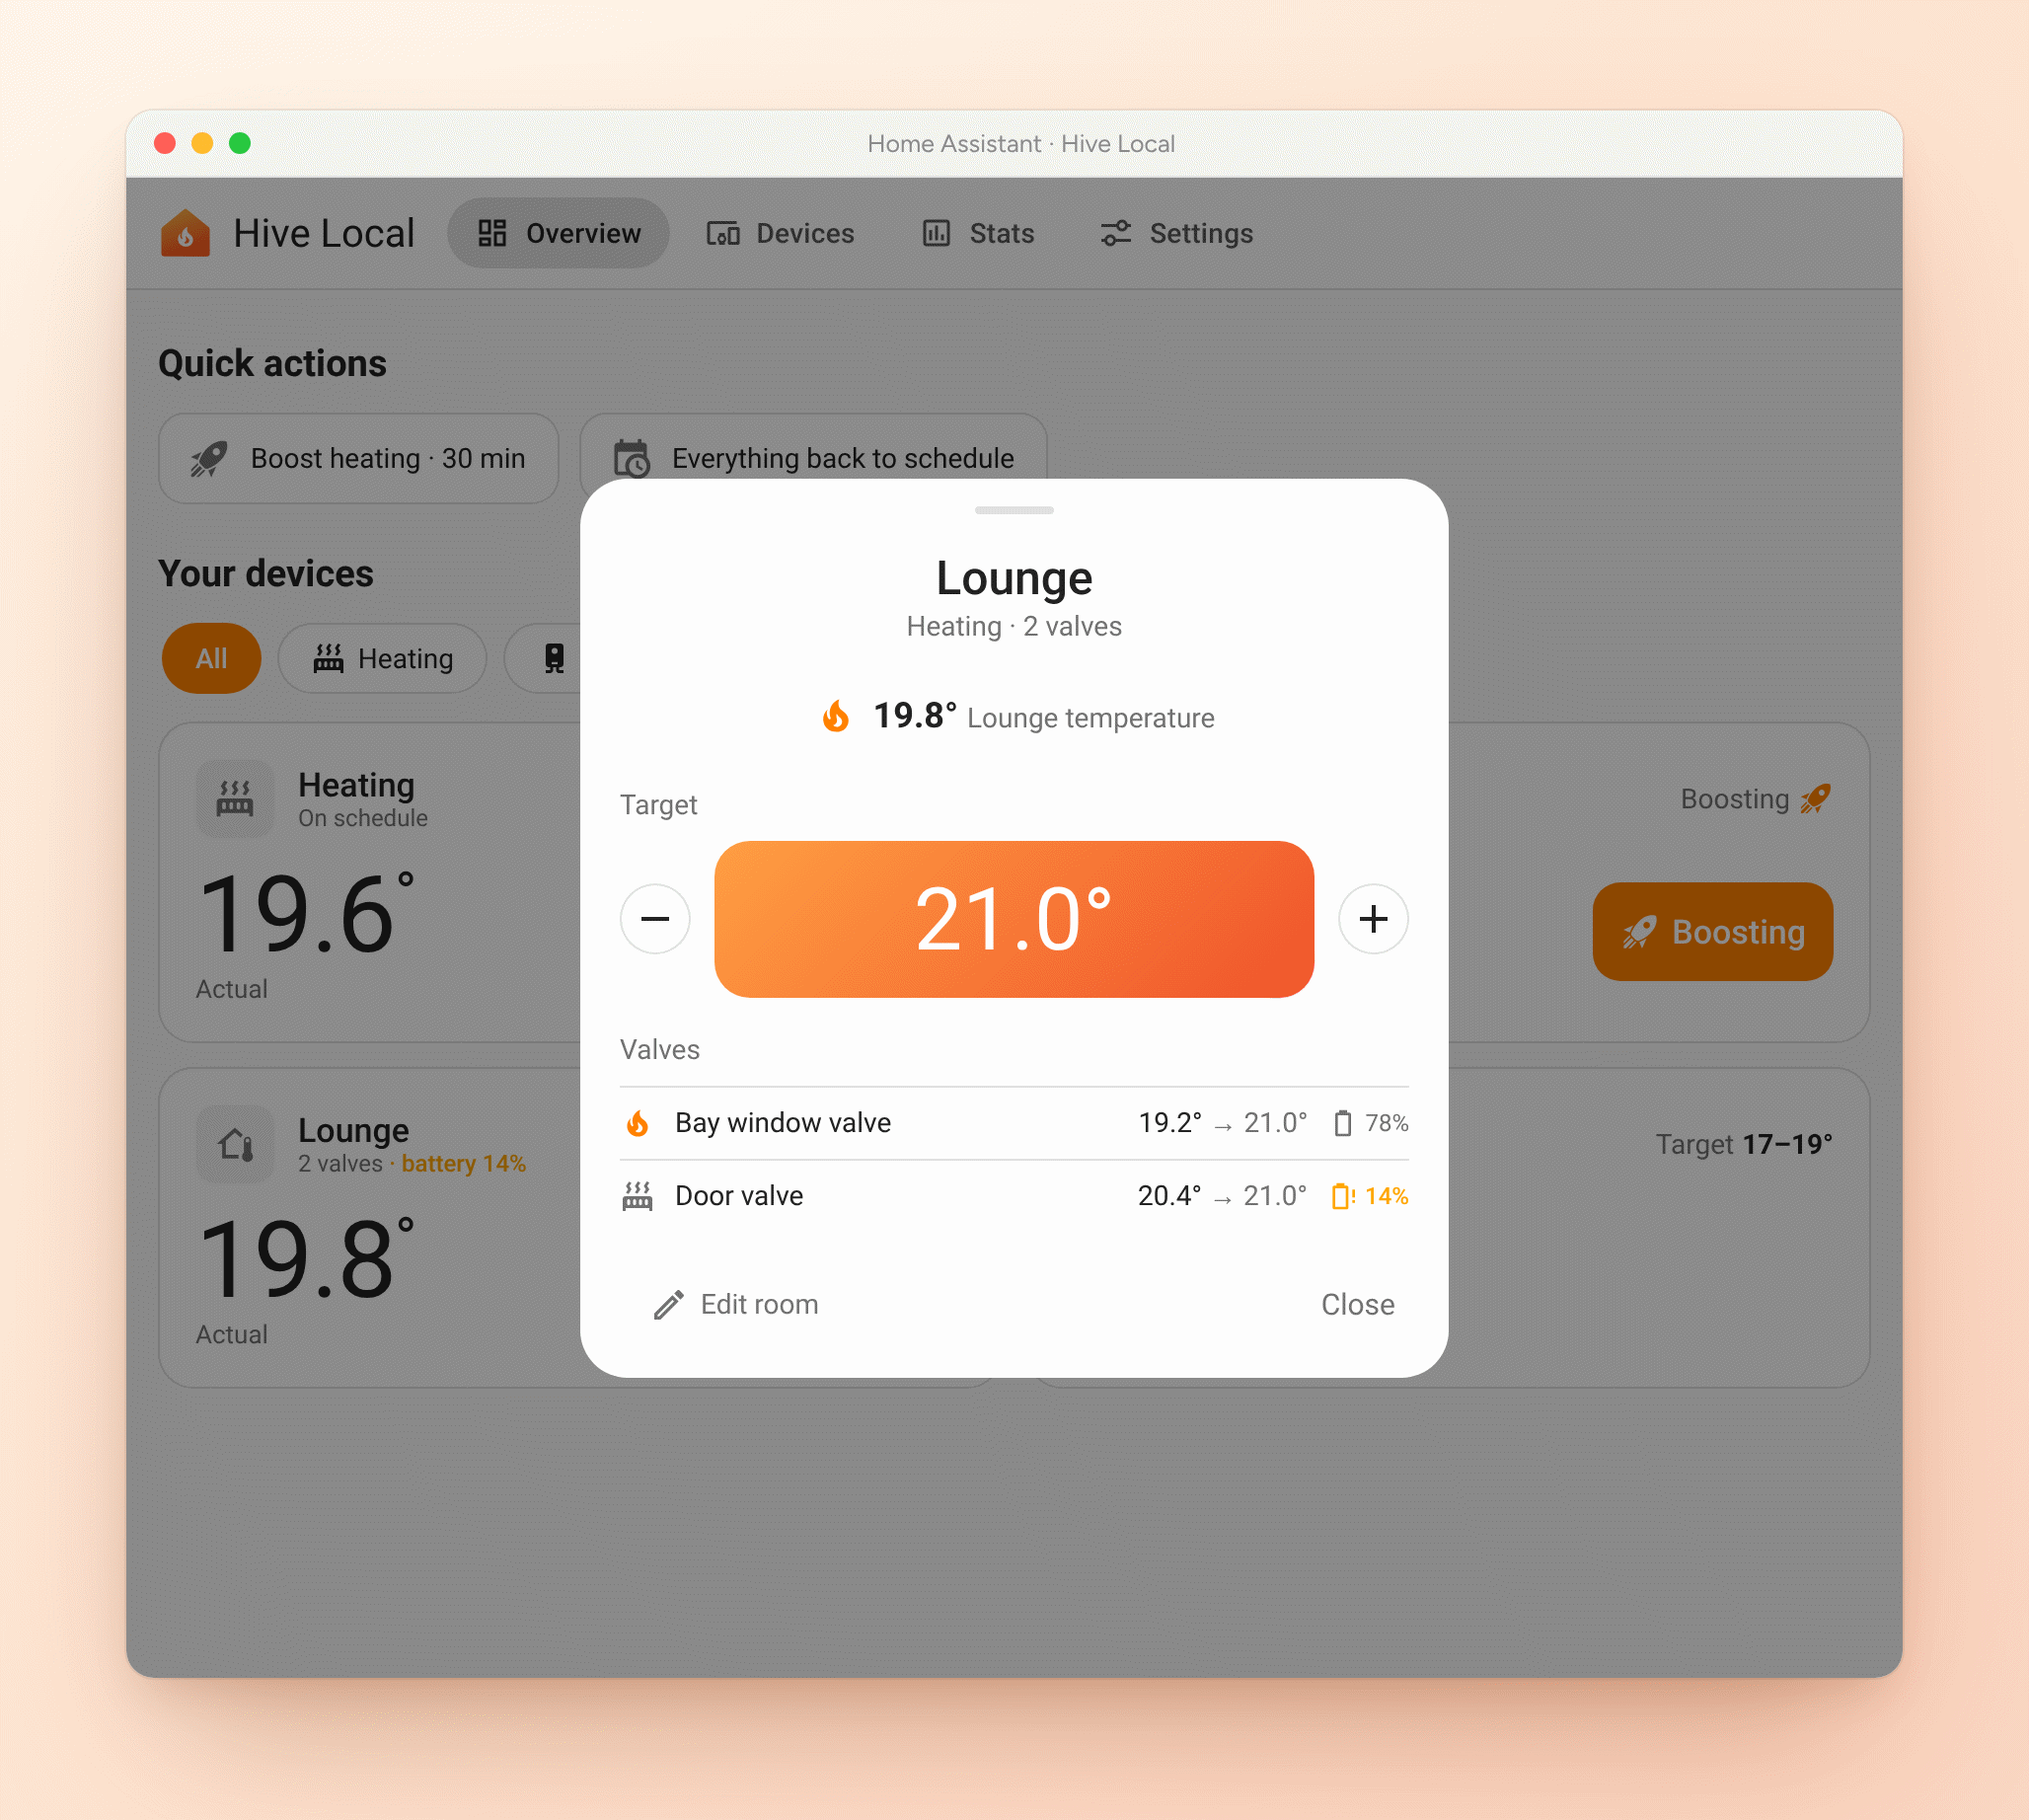 Home Assistant · Hive Local
Hive Local
Overview
Devices
Stats
Settings
Quick actions
Boost heating · 30 min
Everything back to schedule
Your devices
All
Heating
Heating
On schedule
19.6°
Actual
Boosting
Boosting
Lounge
2 valves · battery 14%
19.8°
Actual
Target 17–19°
Lounge
Heating · 2 valves
19.8° Lounge temperature
Target
21.0°
Valves
Bay window valve
19.2° → 21.0°
78%
Door valve
20.4° → 21.0°
14%
Edit room
Close